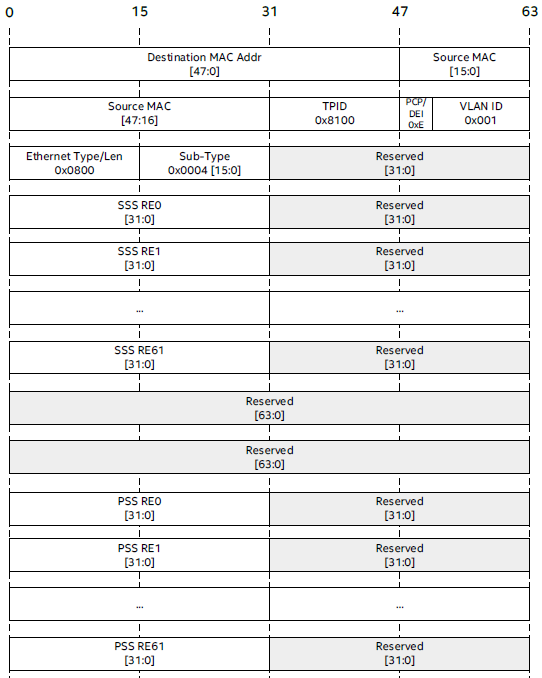 0 15 31 47 63
Destination MAC Addr Source MAC
[47:0] [15:0]
Source MAC TPID PCP/ VLAN ID
[47:16] 0x8100 DEI 0x001
0xE
Ethernet Type/Len Sub-Type Reserved
0x0800 0x0004 [15:0] [31:0]
SSS RE0 Reserved
[31:0] [31:0]
SSS RE1 Reserved
[31:0] [31:0]
... ...
SSS RE61 Reserved
[31:0] [31:0]
Reserved
[63:0]
Reserved
[63:0]
PSS RE0 Reserved
[31:0] [31:0]
PSS RE1 Reserved
[31:0] [31:0]
... ...
PSS RE61 Reserved
[31:0] [31:0]